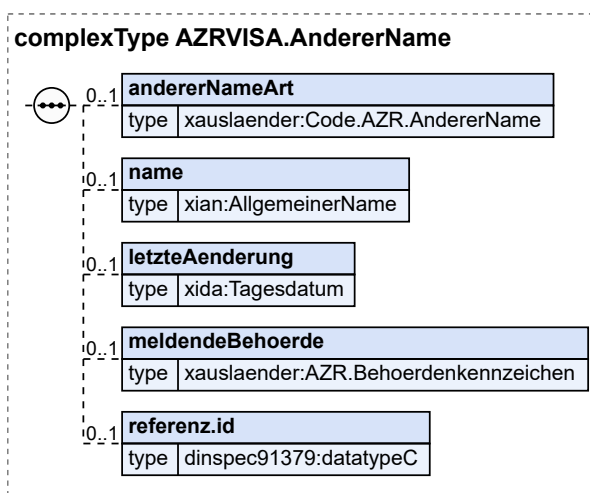 complexType AZRVISA.AndererName
0..1 andererNameArt
type xauslaender:Code.AZR.AndererName
0..1 name
type xian:AllgemeinerName
0..1 letzteAenderung
type xida:Tagesdatum
0..1 meldendeBehoerde
type xauslaender:AZR.Behoerdenkennzeichen
0..1 referenz.id
type dinspec91379:datatypeC